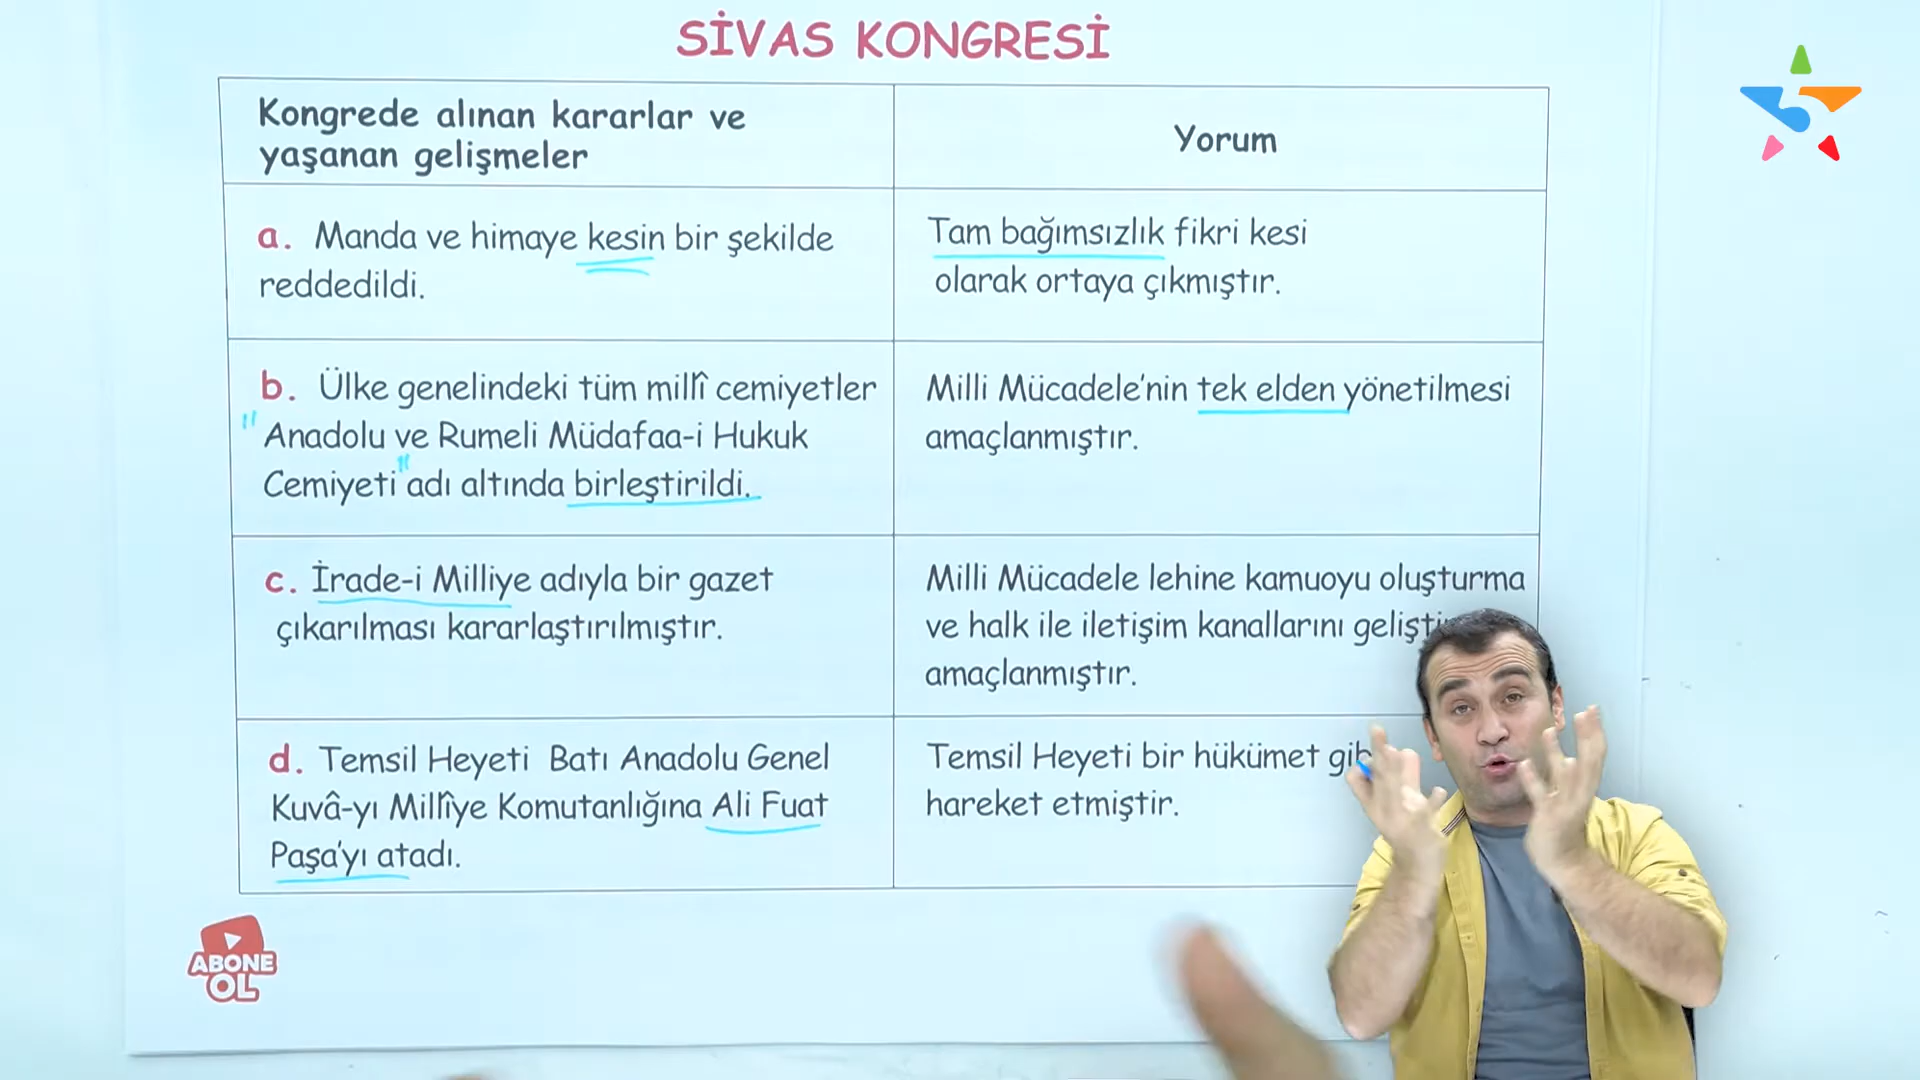 SİVAS KONGRESİ
Kongrede alınan kararlar ve
yaşanan gelişmeler
Yorum
a. Manda ve himaye kesin bir şekilde
reddedildi.
Tam bağımsızlık fikri kesi
olarak ortaya çıkmıştır.
b. Ülke genelindeki tüm millî cemiyetler
"Anadolu ve Rumeli Müdafaa-i Hukuk
Cemiyeti" adı altında birleştirildi.
Milli Mücadele'nin tek elden yönetilmesi
amaçlanmıştır.
c. İrade-i Milliye adıyla bir gazet
çıkarılması kararlaştırılmıştır.
Milli Mücadele lehine kamuoyu oluşturma
ve halk ile iletişim kanallarını
amaçlanmıştır.
d. Temsil Heyeti Batı Anadolu Genel
Kuvâ-yı Millîye Komutanlığına Ali Fuat
Paşa'yı atadı.
Temsil Heyeti bir hükümet
hareket etmiştir.
ABONE
OL
5